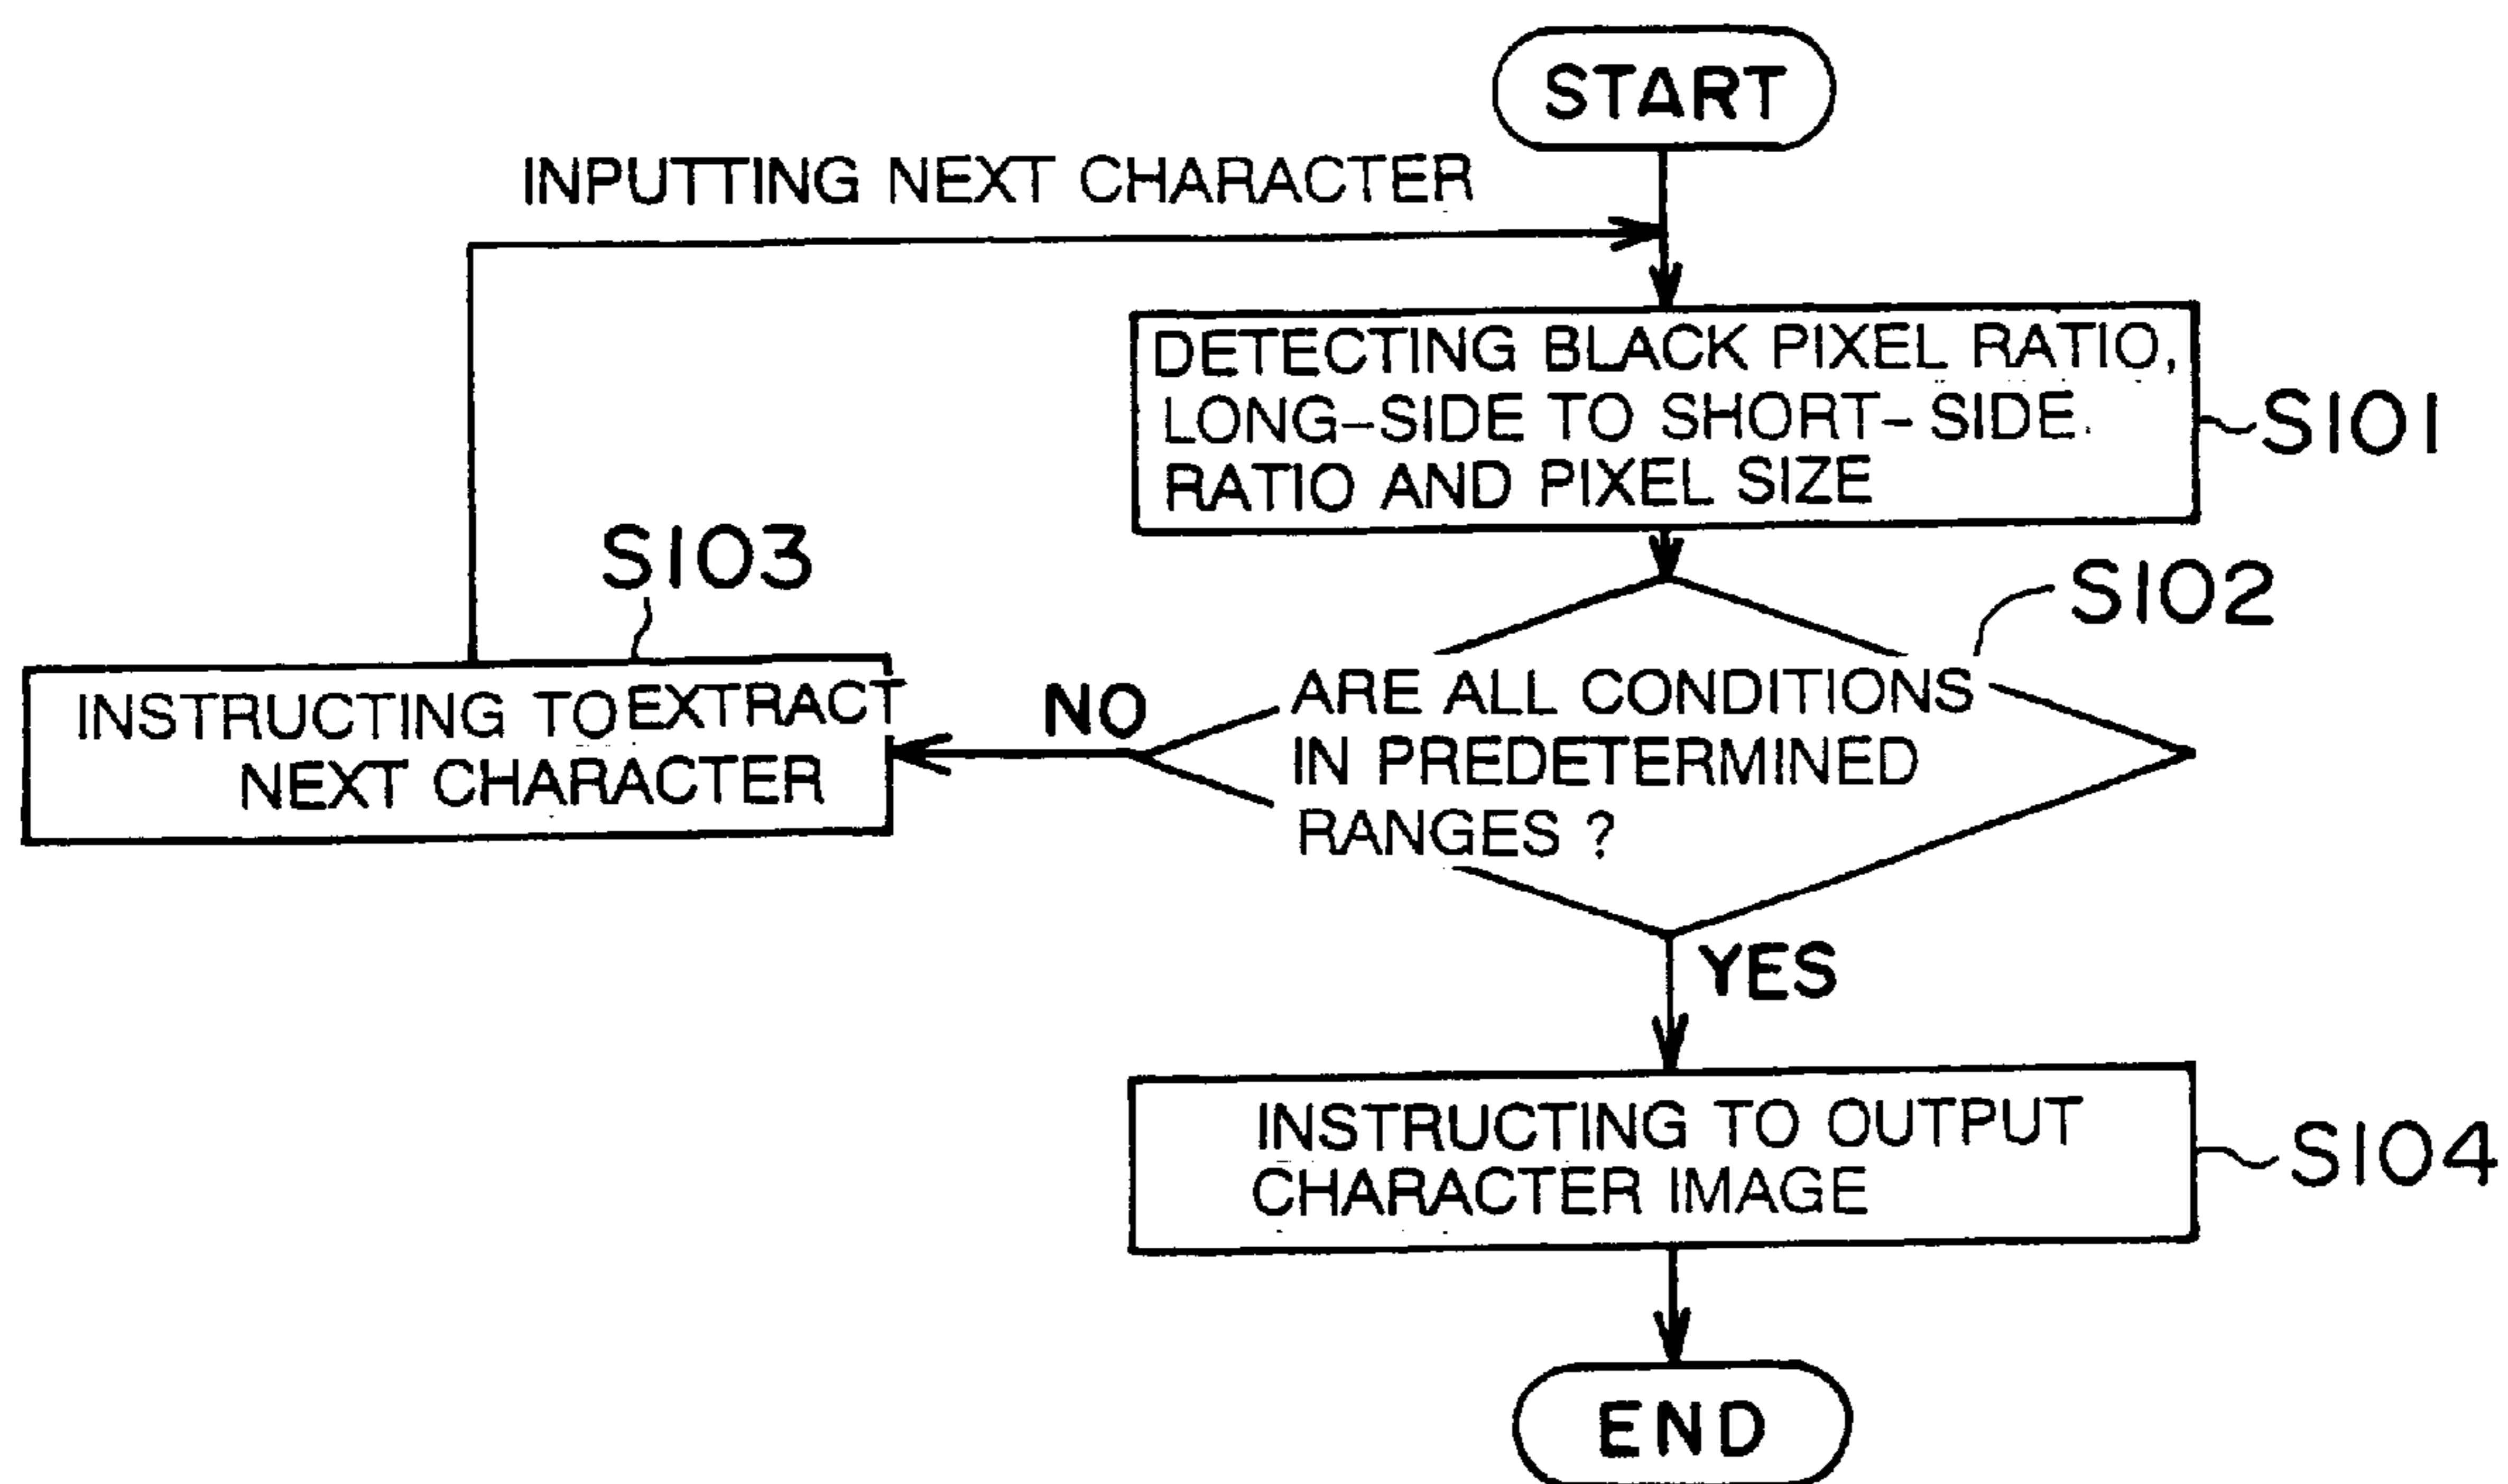 START
INPUTTING NEXT CHARACTER
DETECTING BLACK PIXEL RATIO,
LONG-SIDE TO SHORT-SIDE
RATIO AND PIXEL SIZE
S101
S102
ARE ALL CONDITIONS
IN PREDETERMINED
RANGES ?
NO
S103
INSTRUCTING TO EXTRACT
NEXT CHARACTER
YES
INSTRUCTING TO OUTPUT
CHARACTER IMAGE
S104
END